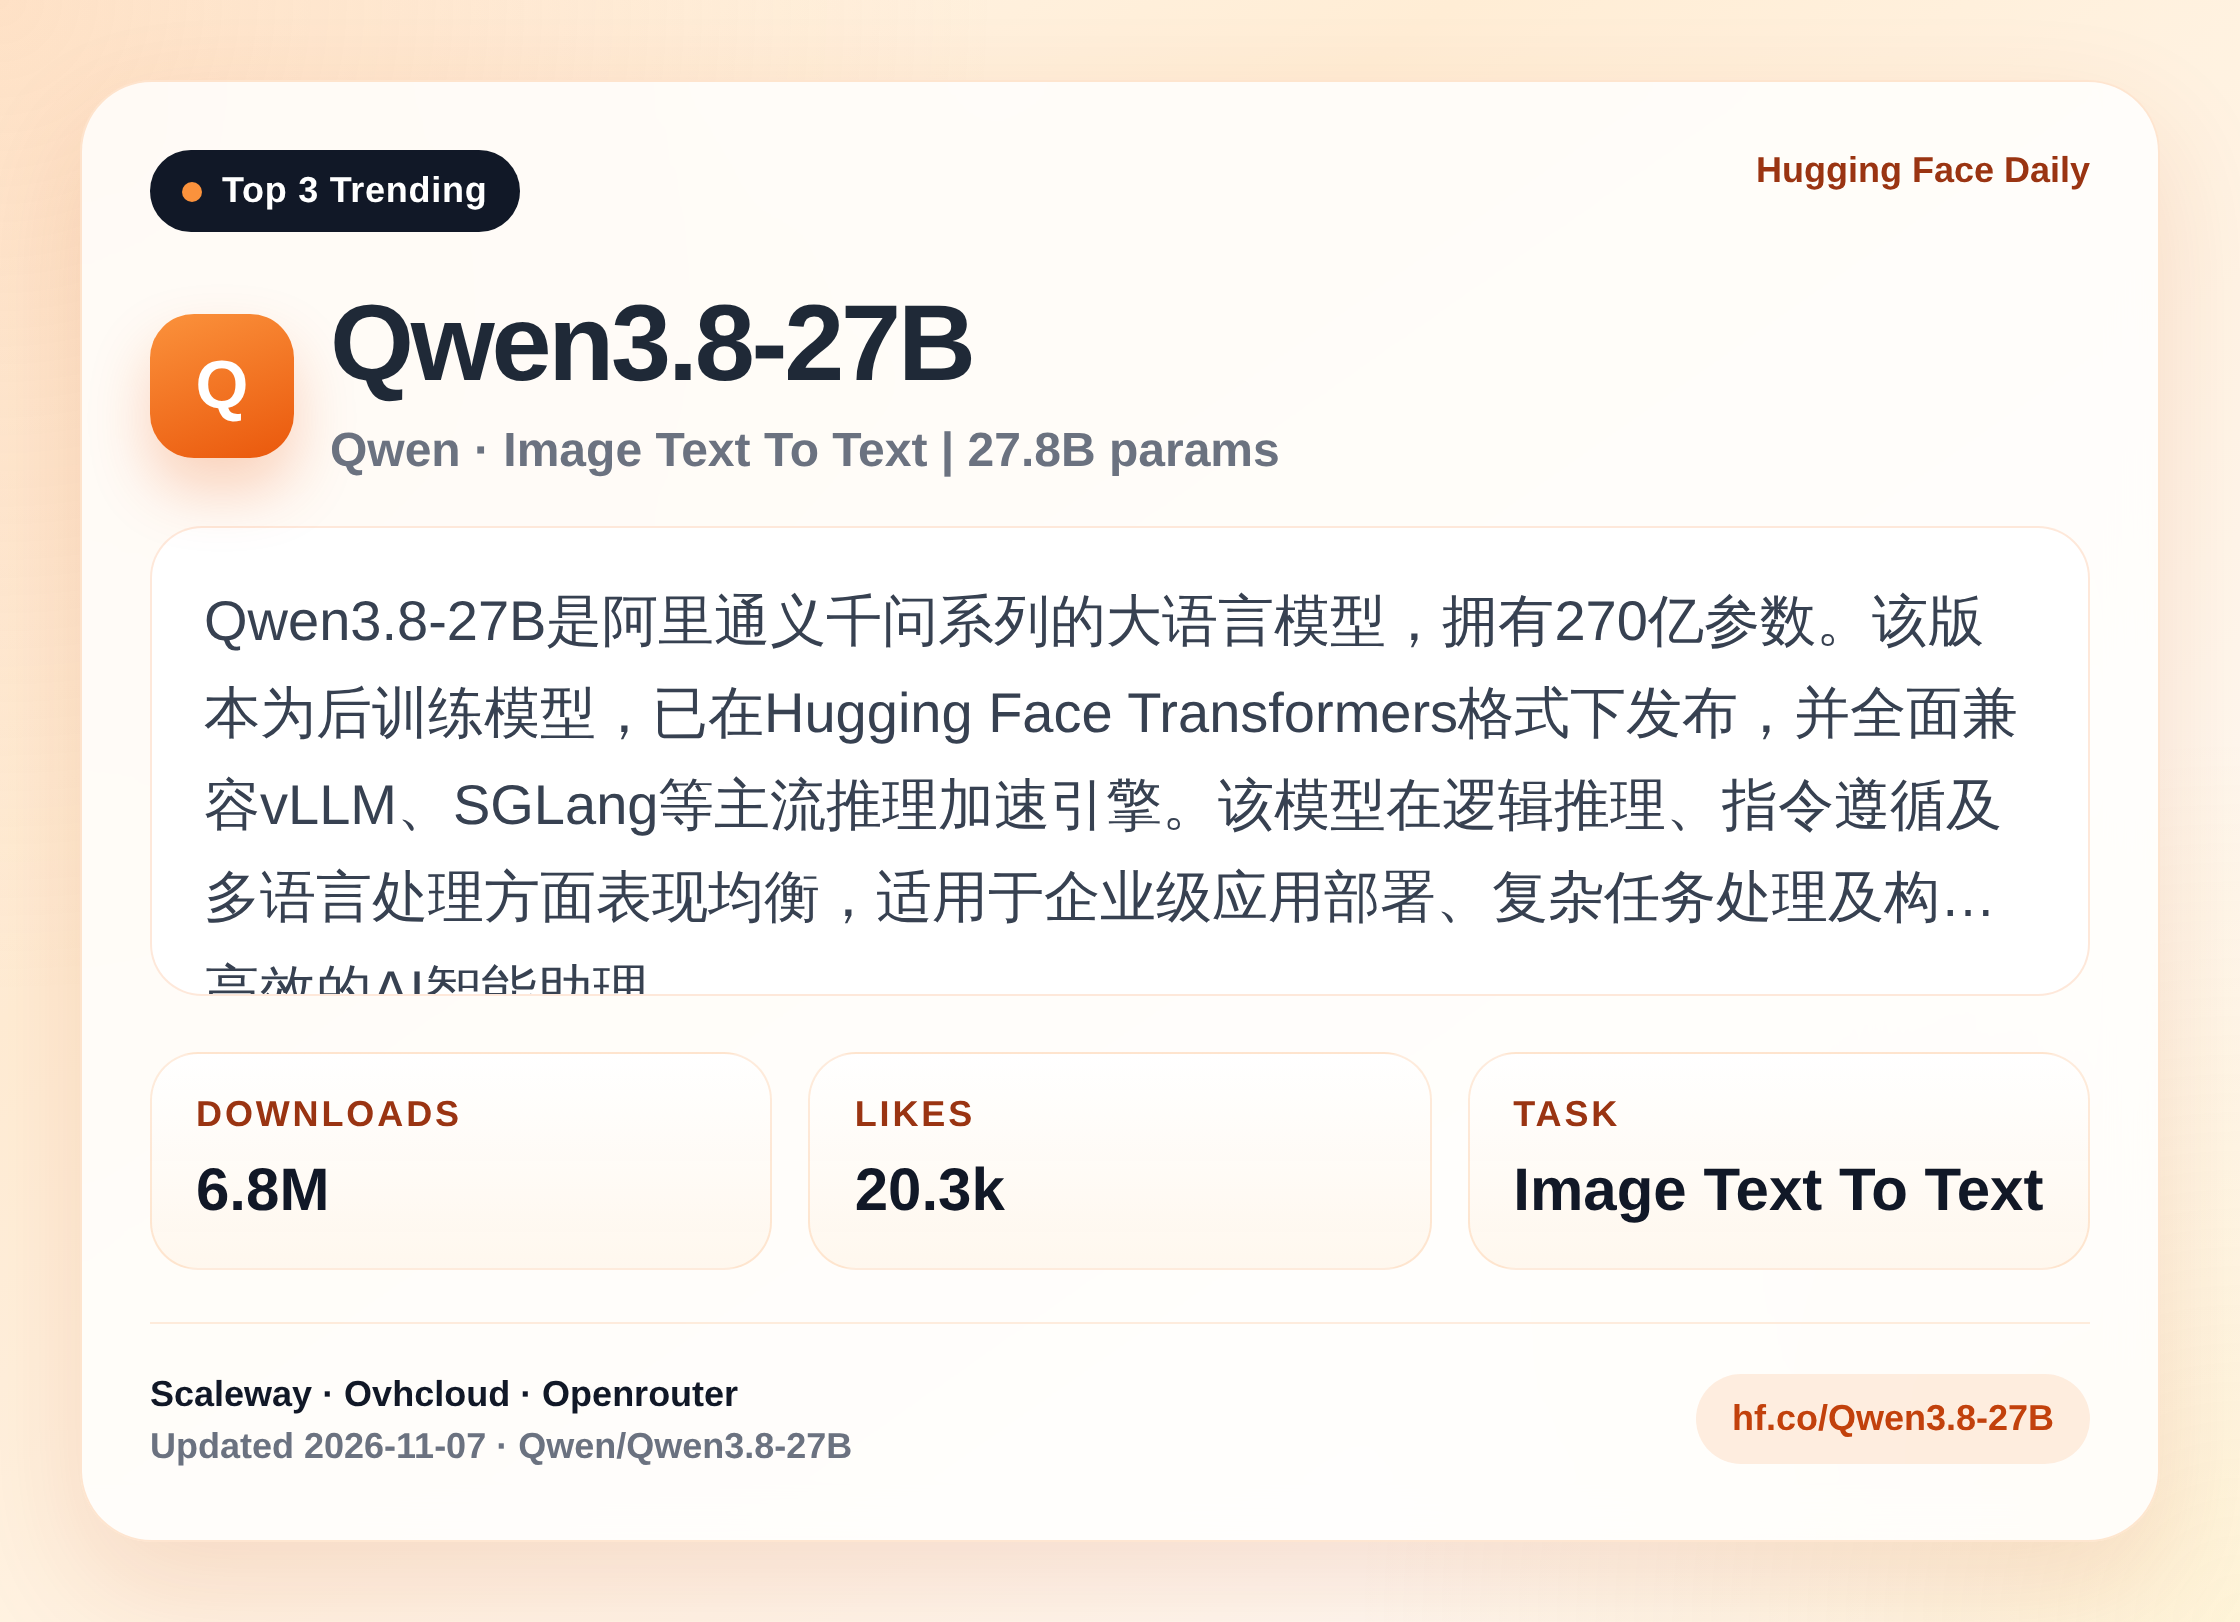 Top 3 Trending
Hugging Face Daily
Q
Qwen3.8-27B
Qwen · Image Text To Text | 27.8B params
Qwen3.8-27B是阿里通义千问系列的大语言模型，拥有270亿参数。该版
本为后训练模型，已在Hugging Face Transformers格式下发布，并全面兼
容vLLM、SGLang等主流推理加速引擎。该模型在逻辑推理、指令遵循及
多语言处理方面表现均衡，适用于企业级应用部署、复杂任务处理及构…
高效的AI智能助理
DOWNLOADS
6.8M
LIKES
20.3k
TASK
Image Text To Text
Scaleway · Ovhcloud · Openrouter
Updated 2026-11-07 · Qwen/Qwen3.8-27B
hf.co/Qwen3.8-27B